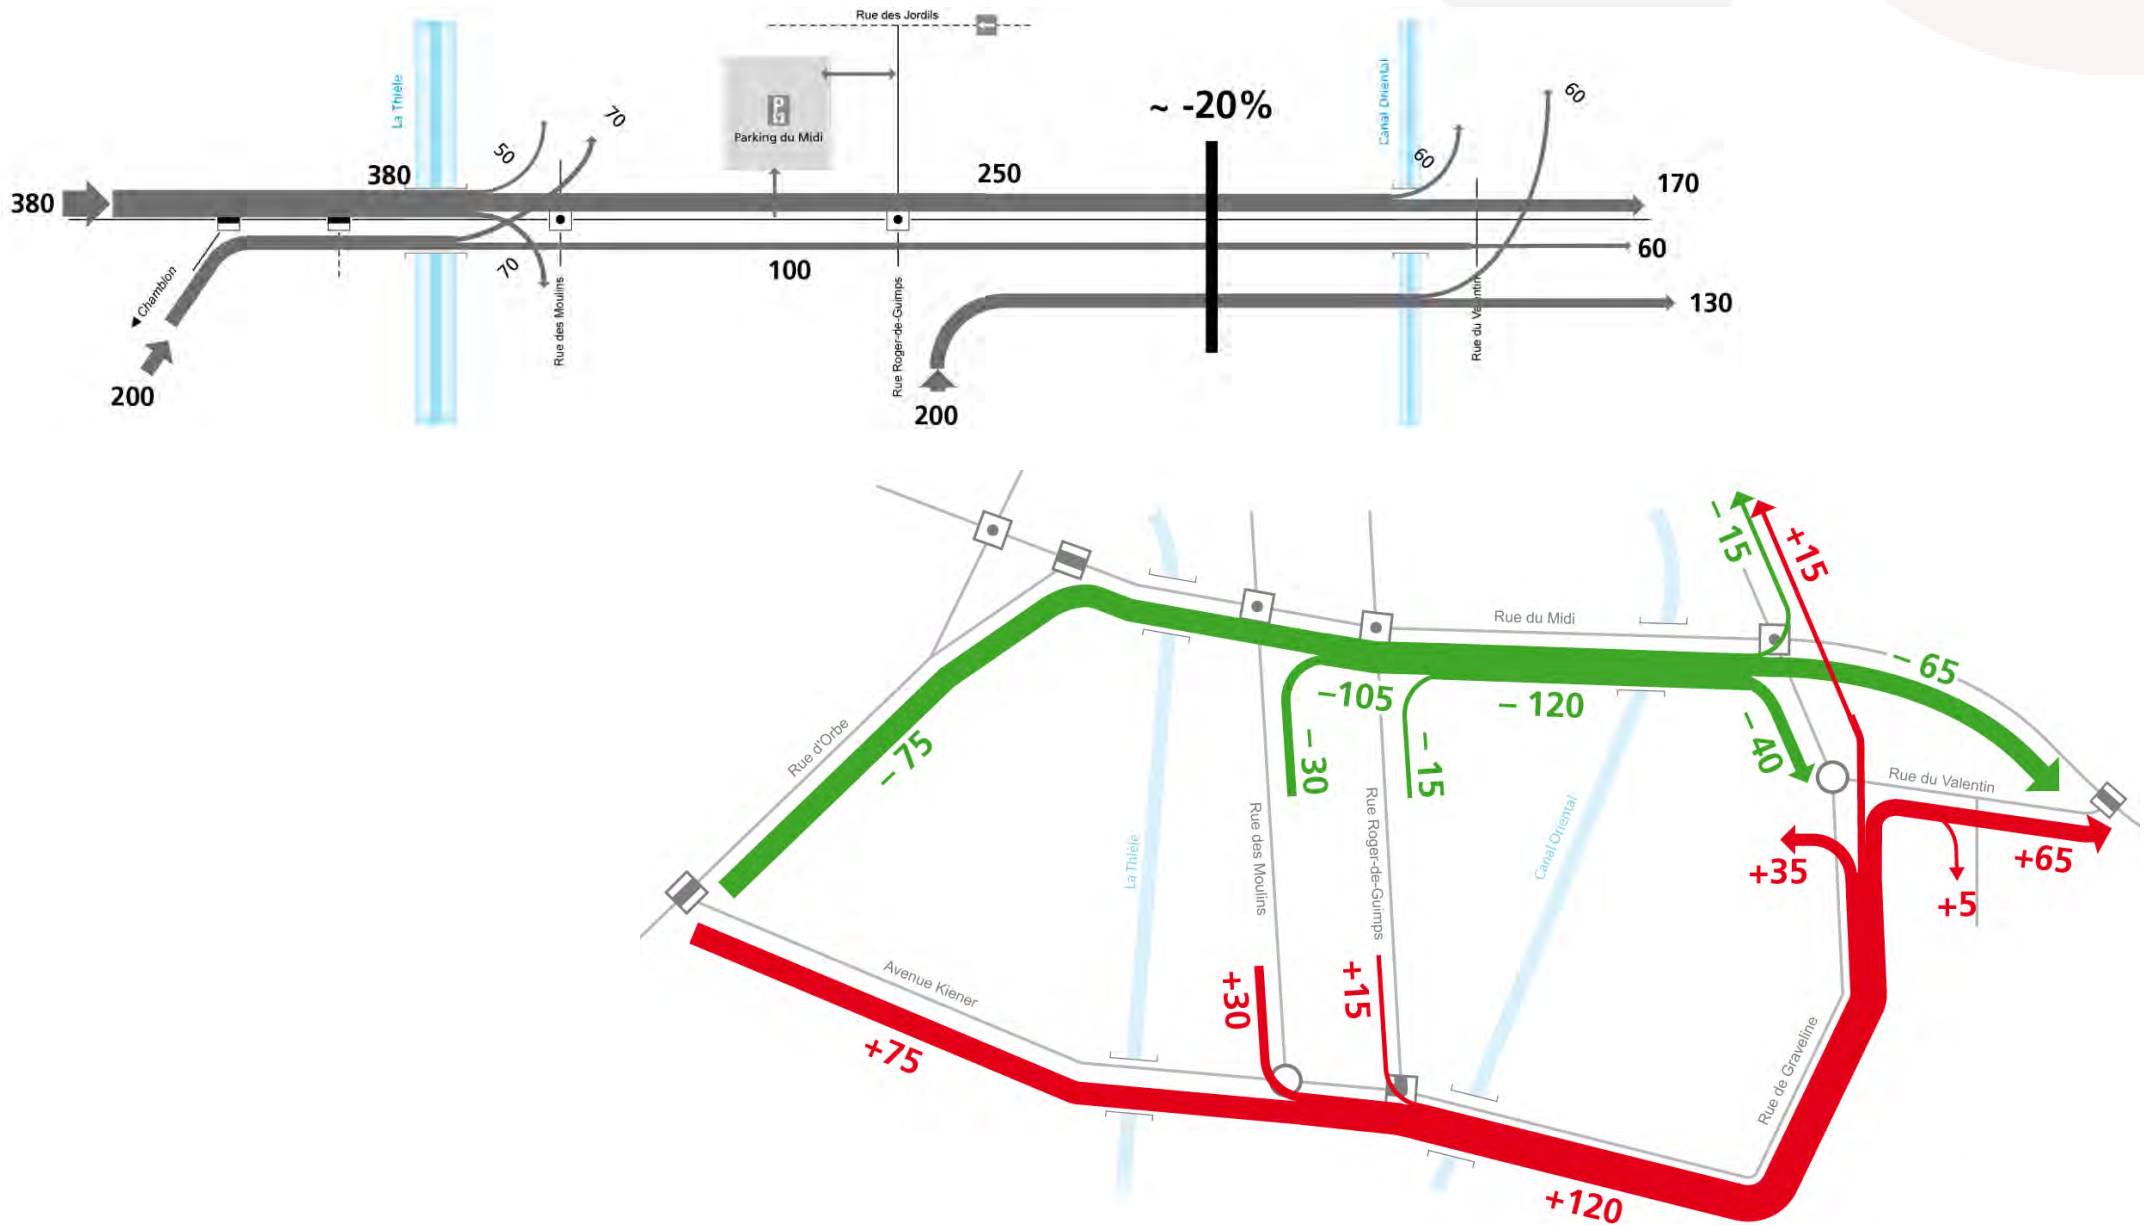 Rue des Jordils
La Thièle
70
Canal Oriental
60
~ -20%
P
Parking du Midi
50
60
380
250
170
380
60
100
70
130
Chamblon
Rue des Moulins
Rue Roger-de-Guimps
Rue du Valentin
200
200
– 15
+15
Rue du Midi
– 65
–105
– 120
Rue d'Orbe
– 75
– 30
– 15
– 40
Rue du Valentin
Rue des Moulins
Rue Roger-de-Guimps
La Thièle
Canal Oriental
+35
+65
+5
Avenue Kiener
+30
+15
+75
Rue de Graveline
+120